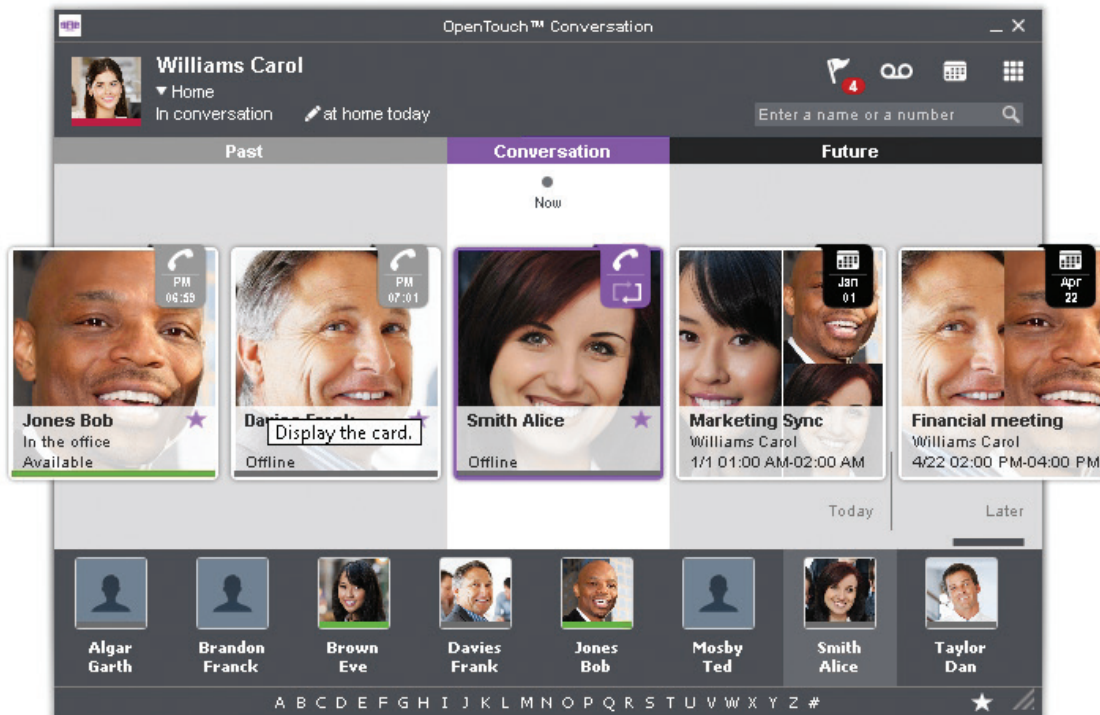 OpenTouch™ Conversation
Williams Carol
Home
In conversation
at home today
4
Enter a name or a number
Past
Conversation
Future
Now
PM
06:59
Jones Bob
In the office
Available
PM
07:01
Display the card.
Offline
Smith Alice
Offline
Jan
01
Marketing Sync
Williams Carol
1/1 01:00 AM-02:00 AM
Apr
22
Financial meeting
Williams Carol
4/22 02:00 PM-04:00 PM
Today
Later
Algar
Garth
Brandon
Franck
Brown
Eve
Davies
Frank
Jones
Bob
Mosby
Ted
Smith
Alice
Taylor
Dan
A B C D E F G H I J K L M N O P Q R S T U V W X Y Z #